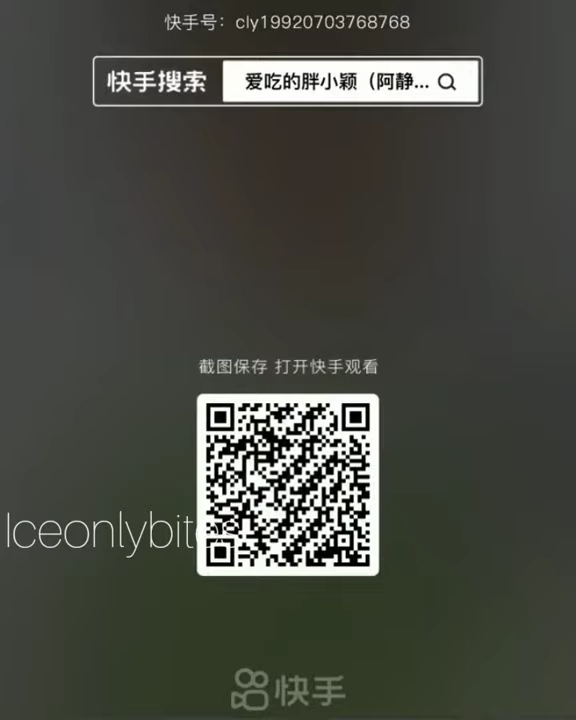 快手号：cly19920703768768
快手搜索 爱吃的胖小颖（阿静...
截图保存 打开快手观看
Iceonlybites
快手